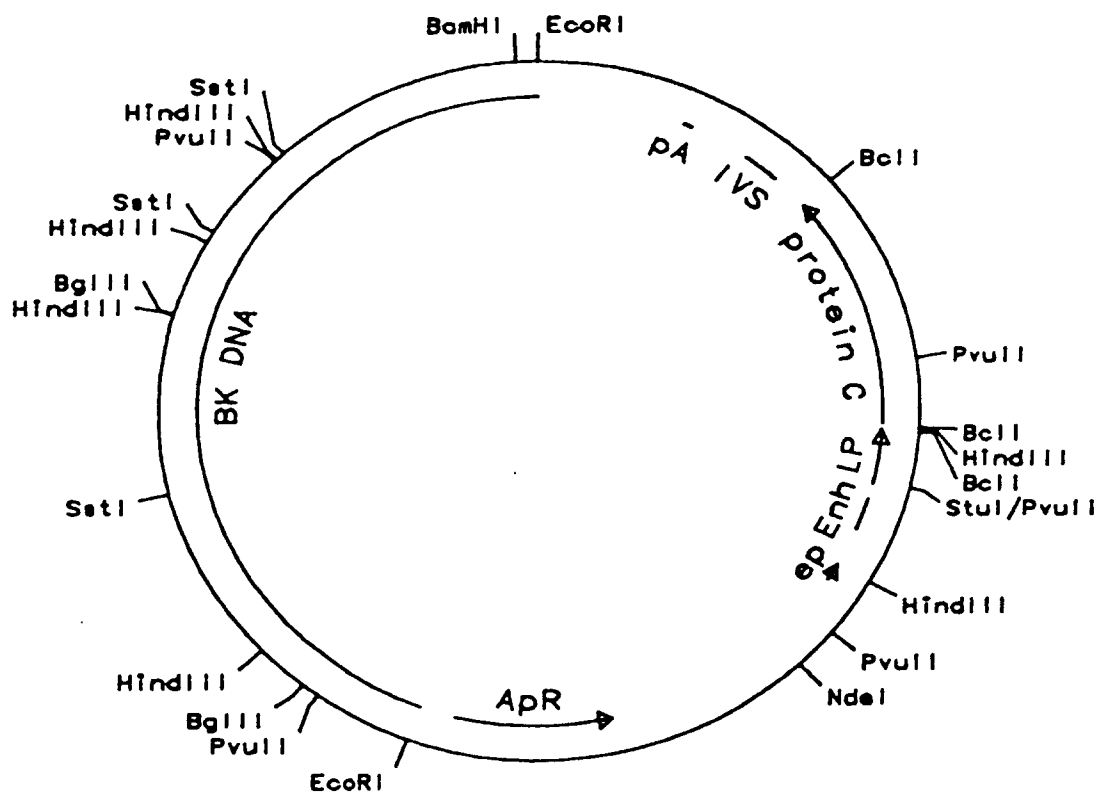 BamHI EcoRI
SstI
HindIII
PvuII
SstI
HindIII
BglII
HindIII
BK DNA
SstI
HindIII
BglII
PvuII
EcoRI
ApR
NdeI
PvuII
HindIII
StuI/PvuII
BclI
HindIII
BclI
PvuII
BclI
pA IVS protein C
ep Enh LP